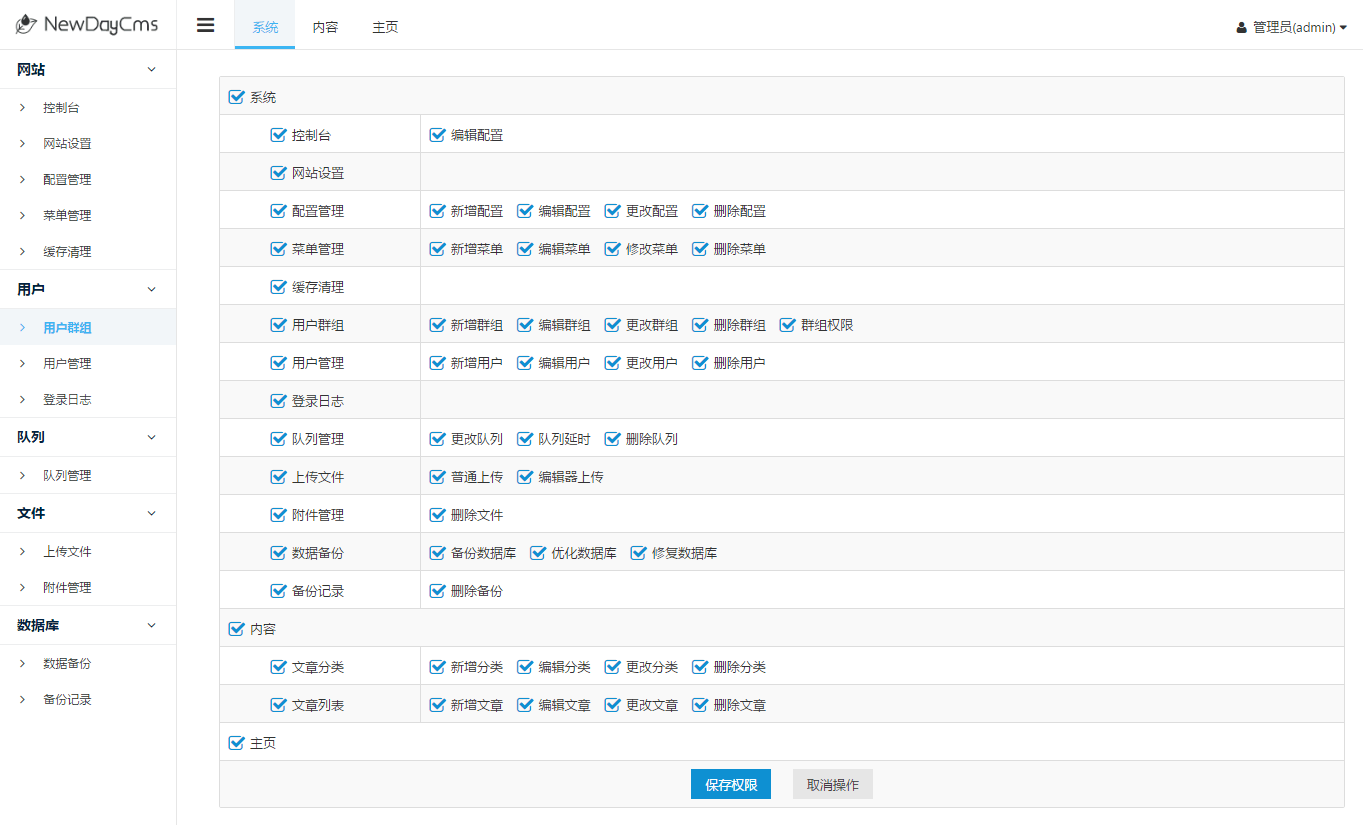 NewDayCms
系统 内容 主页
管理员(admin)
网站
控制台
网站设置
配置管理
菜单管理
缓存清理
用户
用户群组
用户管理
登录日志
队列
队列管理
文件
上传文件
附件管理
数据库
数据备份
备份记录
系统
控制台 编辑配置
网站设置
配置管理 新增配置 编辑配置 更改配置 删除配置
菜单管理 新增菜单 编辑菜单 修改菜单 删除菜单
缓存清理
用户群组 新增群组 编辑群组 更改群组 删除群组 群组权限
用户管理 新增用户 编辑用户 更改用户 删除用户
登录日志
队列管理 更改队列 队列延时 删除队列
上传文件 普通上传 编辑器上传
附件管理 删除文件
数据备份 备份数据库 优化数据库 修复数据库
备份记录 删除备份
内容
文章分类 新增分类 编辑分类 更改分类 删除分类
文章列表 新增文章 编辑文章 更改文章 删除文章
主页
保存权限 取消操作